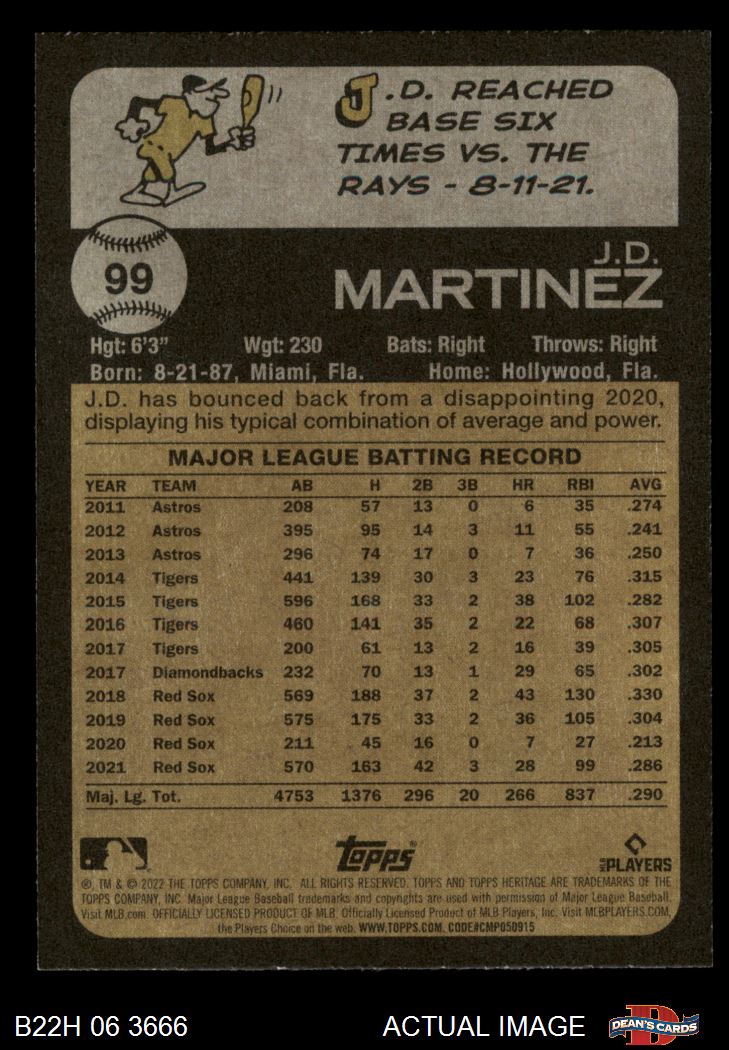 J.D. REACHED
BASE SIX
TIMES VS. THE
RAYS - 8-11-21.
99
J.D.
MARTINEZ
Hgt: 6'3" Wgt: 230 Bats: Right Throws: Right
Born: 8-21-87, Miami, Fla. Home: Hollywood, Fla.
J.D. has bounced back from a disappointing 2020,
displaying his typical combination of average and power.
MAJOR LEAGUE BATTING RECORD
YEAR TEAM AB H 2B 3B HR RBI AVG
2011 Astros 208 57 13 0 6 35 .274
2012 Astros 395 95 14 3 11 55 .241
2013 Astros 296 74 17 0 7 36 .250
2014 Tigers 441 139 30 3 23 76 .315
2015 Tigers 596 168 33 2 38 102 .282
2016 Tigers 460 141 35 2 22 68 .307
2017 Tigers 200 61 13 2 16 39 .305
2017 Diamondbacks 232 70 13 1 29 65 .302
2018 Red Sox 569 188 37 2 43 130 .330
2019 Red Sox 575 175 33 2 36 105 .304
2020 Red Sox 211 45 16 0 7 27 .213
2021 Red Sox 570 163 42 3 28 99 .286
Maj. Lg. Tot. 4753 1376 296 20 266 837 .290
topps®
MLB PLAYERS
®, TM & © 2022 THE TOPPS COMPANY, INC. ALL RIGHTS RESERVED. TOPPS AND TOPPS HERITAGE ARE TRADEMARKS OF THE
TOPPS COMPANY, INC. Major League Baseball trademarks and copyrights are used with permission of Major League Baseball.
Visit MLB.com. OFFICIALLY LICENSED PRODUCT OF MLB Players, Inc. Visit MLBPLAYERS.COM,
the Players Choice on the web. WWW.TOPPS.COM. CODE#CMP050915
B22H 06 3666 ACTUAL IMAGE DEAN'S CARDS